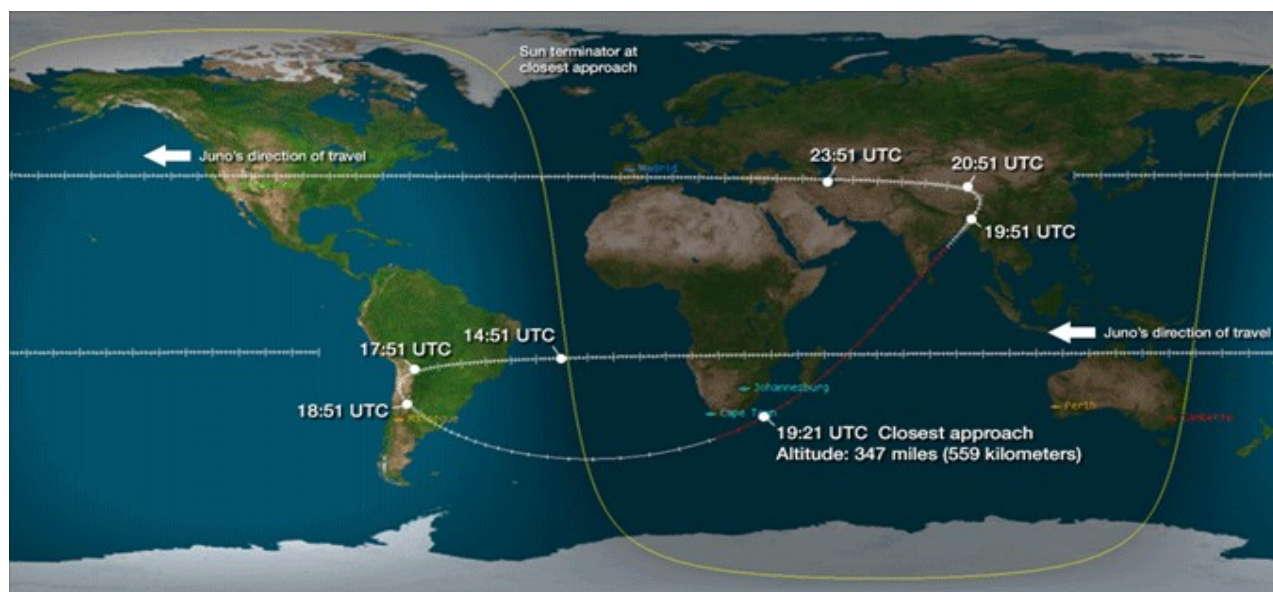 Sun terminator at
closest approach
Juno's direction of travel
Madrid
23:51 UTC
20:51 UTC
19:51 UTC
14:51 UTC
17:51 UTC
Juno's direction of travel
18:51 UTC
Johannesburg
Cape Town
Perth
Canberra
19:21 UTC Closest approach
Altitude: 347 miles (559 kilometers)